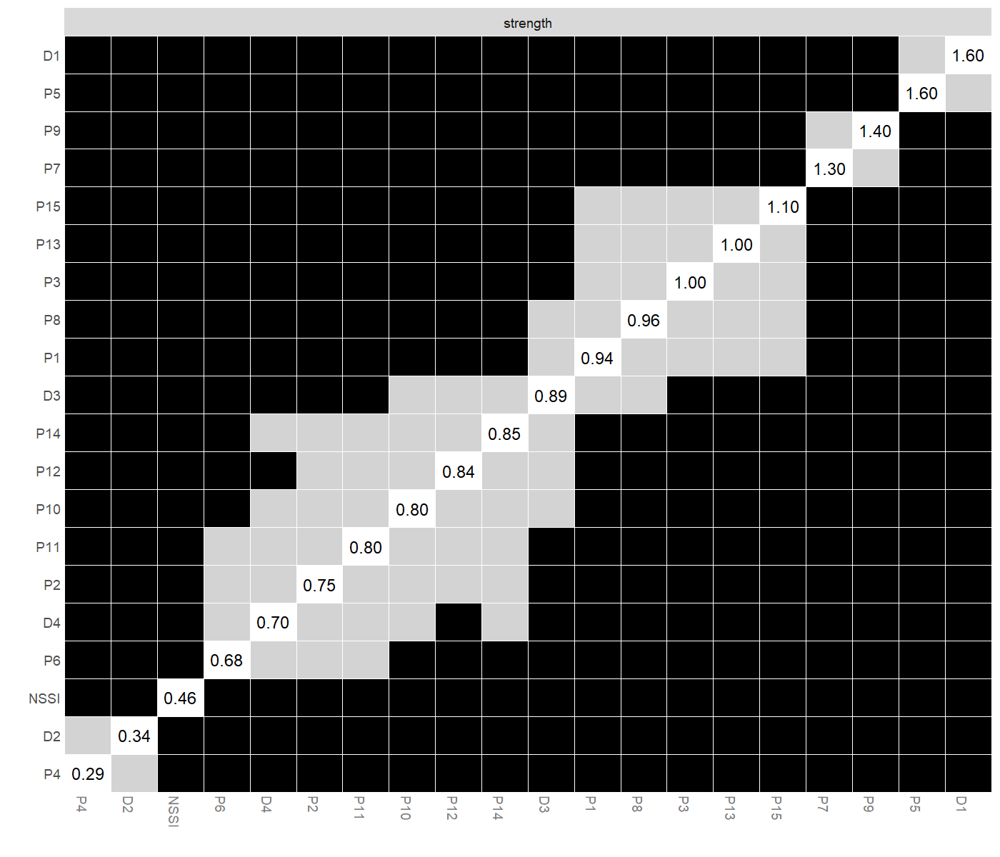 strength
D1 1.60
P5 1.60
P9 1.40
P7 1.30
P15 1.10
P13 1.00
P3 1.00
P8 0.96
P1 0.94
D3 0.89
P14 0.85
P12 0.84
P10 0.80
P11 0.80
P2 0.75
D4 0.70
P6 0.68
NSSI 0.46
D2 0.34
P4 0.29
P4 D2 NSSI P6 D4 P2 P11 P10 P12 P14 D3 P1 P8 P3 P13 P15 P7 P9 P5 D1